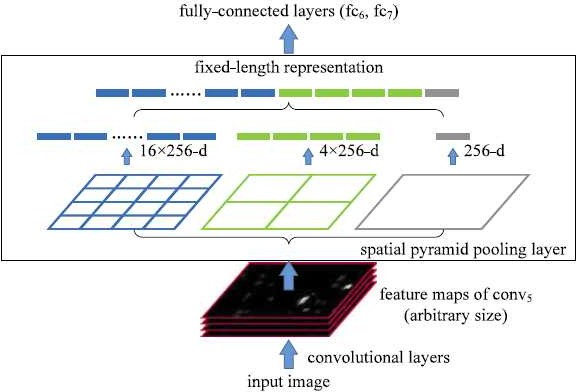 fully-connected layers (fc₆, fc₇)
fixed-length representation
16×256-d
4×256-d
256-d
spatial pyramid pooling layer
feature maps of conv₅
(arbitrary size)
convolutional layers
input image